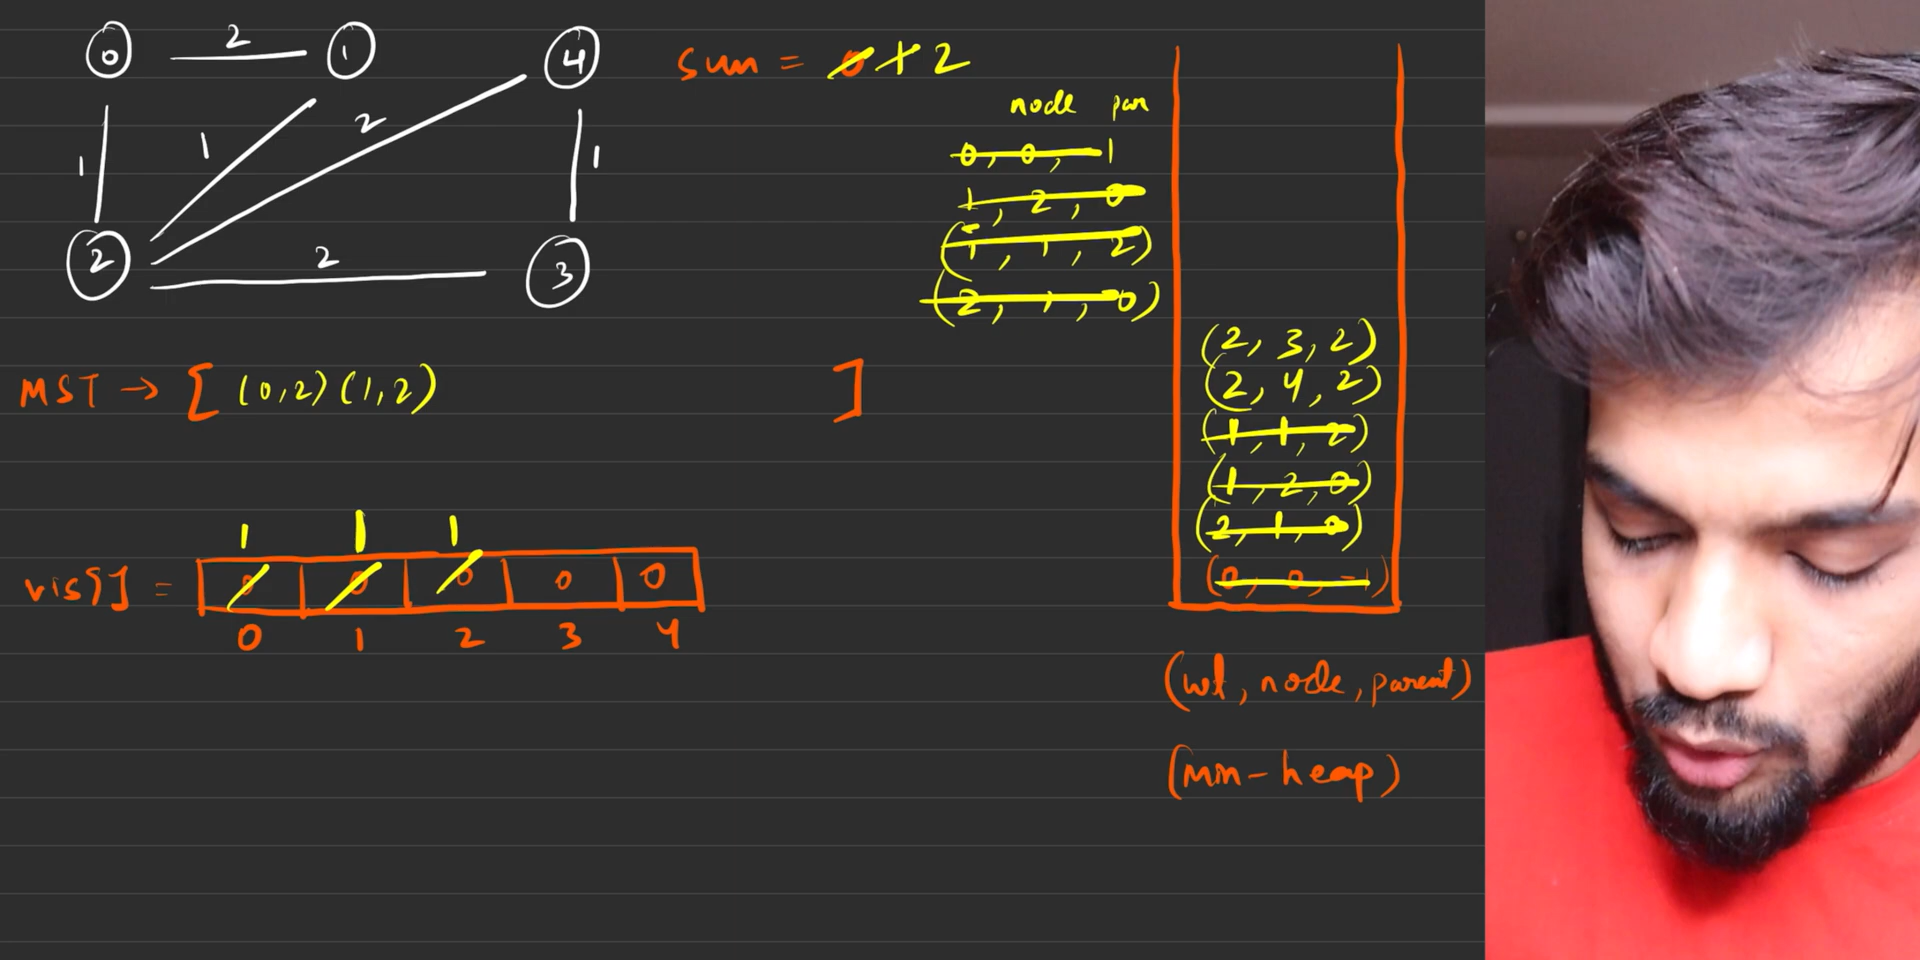 0 2 1 4
1 1 2 1
2 2 3
sum = 0 1 2
node par
0, 0, -1
1, 2, 0
(1, 1, 2)
(2, 1, 0)
MST → [ (0,2) (1,2) ]
(2, 3, 2)
(2, 4, 2)
(1, 1, 2)
(1, 2, 0)
(2, 1, 0)
(0, 0, -1)
1 1 1
vis[] = 0 0 0 0 0
0 1 2 3 4
(wt, node, parent)
(min-heap)